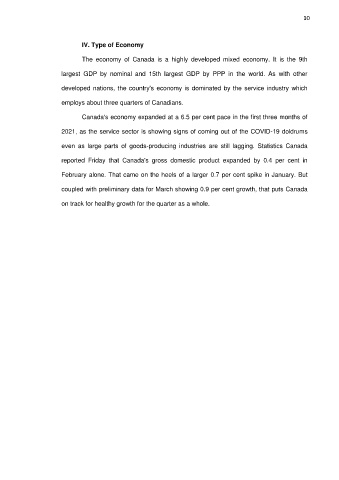 10
IV. Type of Economy
The economy of Canada is a highly developed mixed economy. It is the 9th
largest GDP by nominal and 15th largest GDP by PPP in the world. As with other
developed nations, the country's economy is dominated by the service industry which
employs about three quarters of Canadians.
Canada's economy expanded at a 6.5 per cent pace in the first three months of
2021, as the service sector is showing signs of coming out of the COVID-19 doldrums
even as large parts of goods-producing industries are still lagging. Statistics Canada
reported Friday that Canada's gross domestic product expanded by 0.4 per cent in
February alone. That came on the heels of a larger 0.7 per cent spike in January. But
coupled with preliminary data for March showing 0.9 per cent growth, that puts Canada
on track for healthy growth for the quarter as a whole.